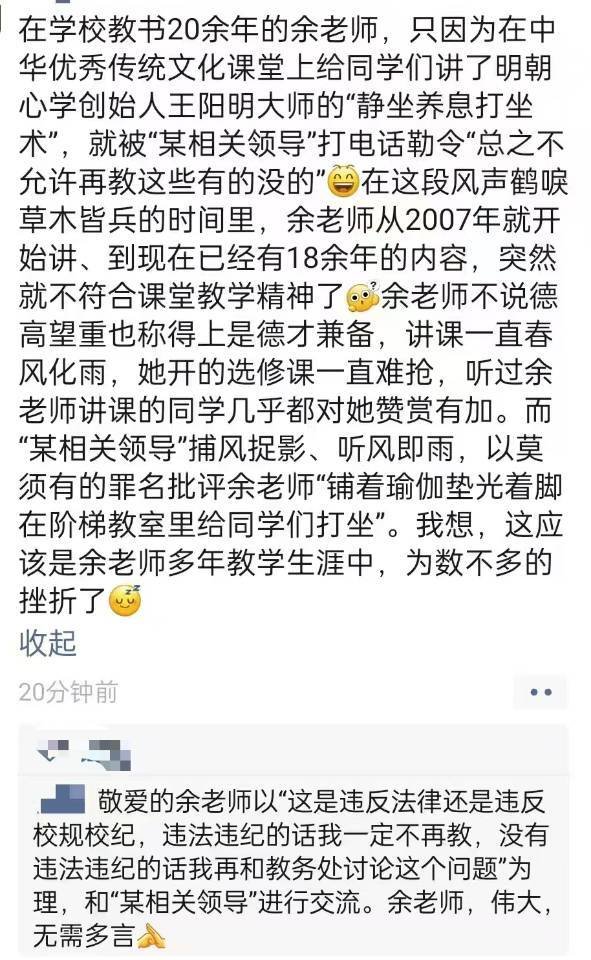 在学校教书20余年的余老师，只因为在中
华优秀传统文化课堂上给同学们讲了明朝
心学创始人王阳明大师的“静坐养息打坐
术”，就被“某相关领导”打电话勒令“总之不
允许再教这些有的没的”😄在这段风声鹤唳
草木皆兵的时间里，余老师从2007年就开
始讲、到现在已经有18余年的内容，突然
就不符合课堂教学精神了🤔余老师不说德
高望重也称得上是德才兼备，讲课一直春
风化雨，她开的选修课一直难抢，听过余
老师讲课的同学几乎都对她赞赏有加。而
“某相关领导”捕风捉影、听风即雨，以莫
须有的罪名批评余老师“铺着瑜伽垫光着脚
在阶梯教室里给同学们打坐”。我想，这应
该是余老师多年教学生涯中，为数不多的
挫折了😴
收起
20分钟前
敬爱的余老师以“这是违反法律还是违反
校规校纪，违法违纪的话我一定不再教，没有
违法违纪的话我再和教务处讨论这个问题”为
理，和“某相关领导”进行交流。余老师，伟大，
无需多言🙏